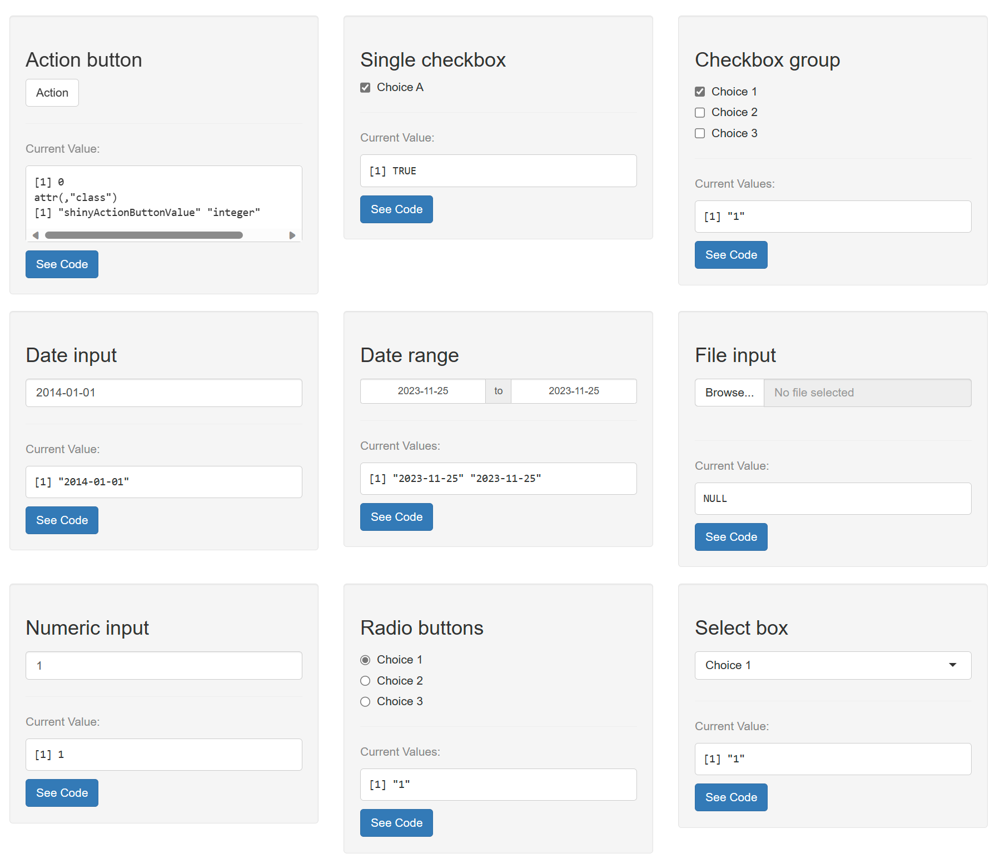 Action button
Action
Current Value:
[1] 0
attr(,"class")
[1] "shinyActionButtonValue" "integer"
See Code
Single checkbox
Choice A
Current Value:
[1] TRUE
See Code
Checkbox group
Choice 1
Choice 2
Choice 3
Current Values:
[1] "1"
See Code
Date input
2014-01-01
Current Value:
[1] "2014-01-01"
See Code
Date range
2023-11-25 to 2023-11-25
Current Values:
[1] "2023-11-25" "2023-11-25"
See Code
File input
Browse... No file selected
Current Value:
NULL
See Code
Numeric input
1
Current Value:
[1] 1
See Code
Radio buttons
Choice 1
Choice 2
Choice 3
Current Values:
[1] "1"
See Code
Select box
Choice 1
Current Value:
[1] "1"
See Code